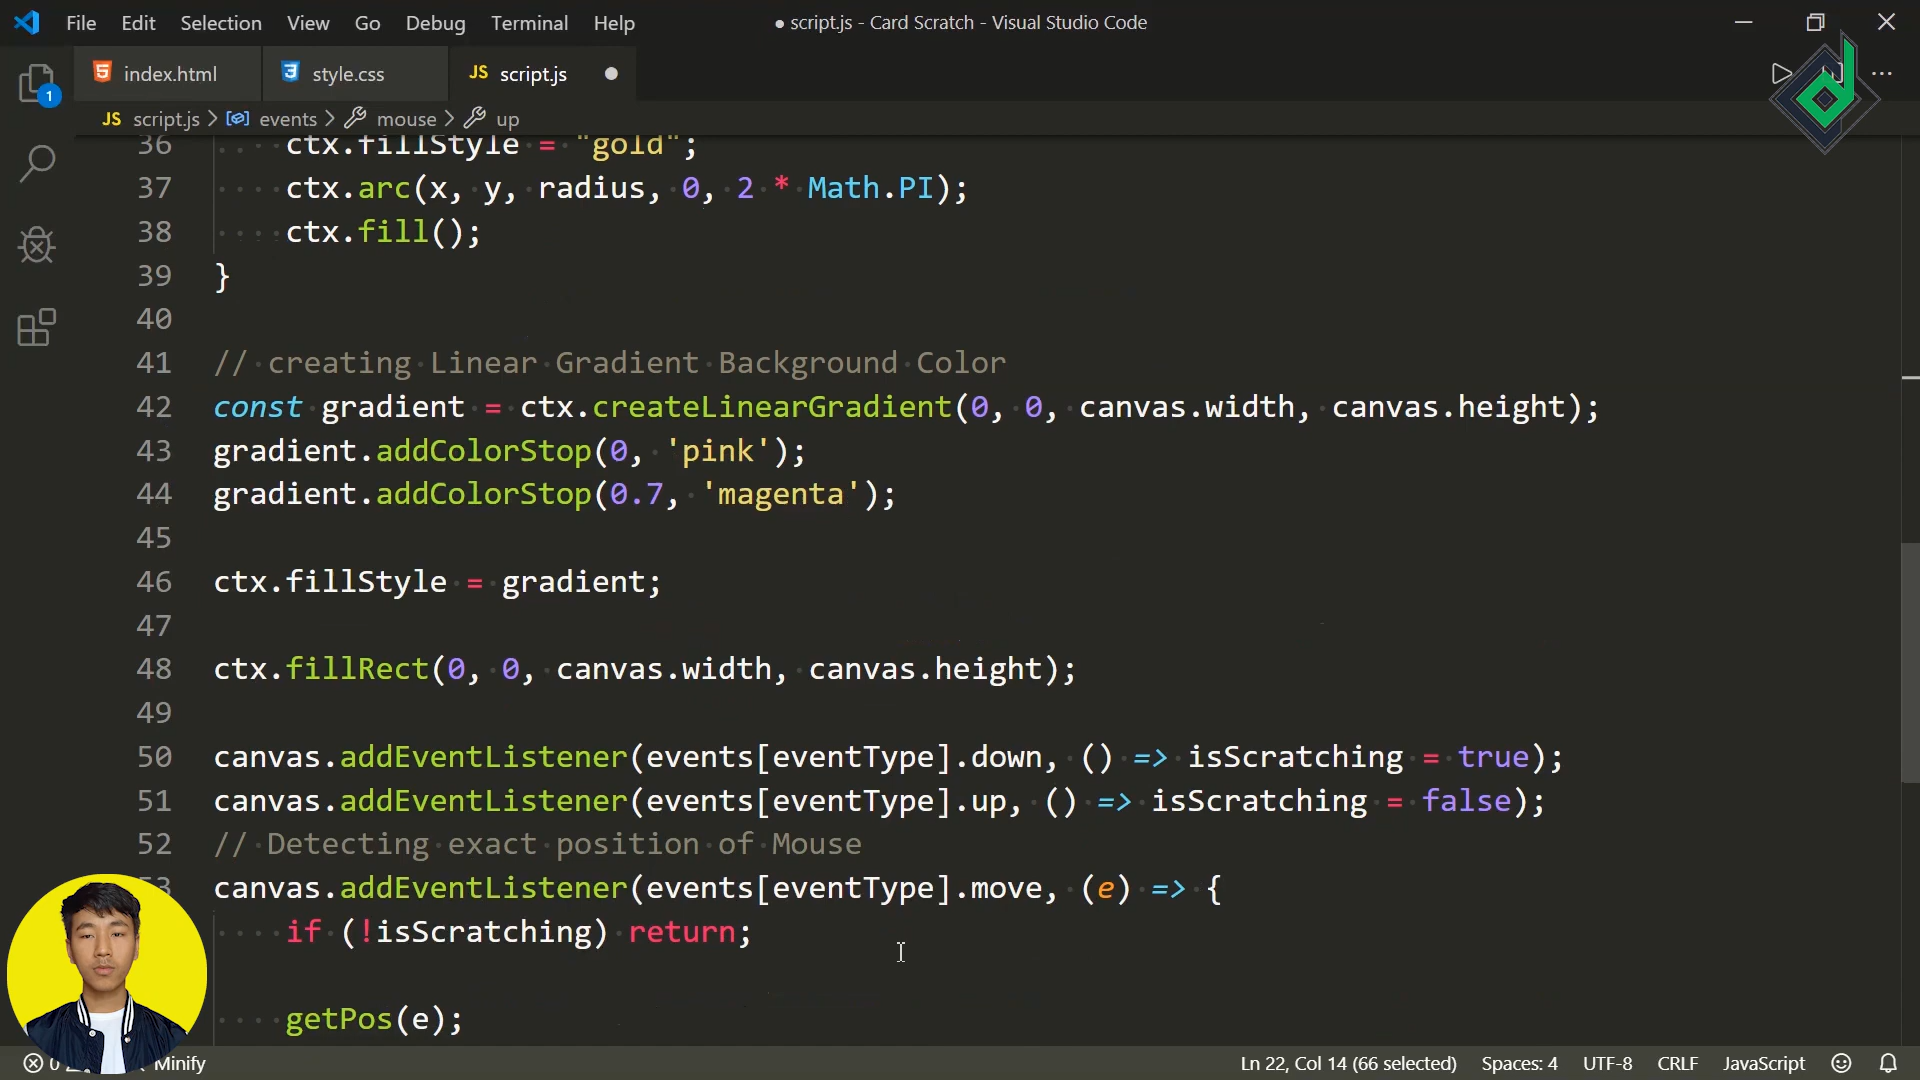 File Edit Selection View Go Debug Terminal Help
● script.js - Card Scratch - Visual Studio Code
index.html
style.css
JS script.js ●
JS script.js > events > mouse > up
1
36 ctx.fillStyle = "gold";
37 ctx.arc(x, y, radius, 0, 2 * Math.PI);
38 ctx.fill();
39 }
40
41 // creating Linear Gradient Background Color
42 const gradient = ctx.createLinearGradient(0, 0, canvas.width, canvas.height);
43 gradient.addColorStop(0, 'pink');
44 gradient.addColorStop(0.7, 'magenta');
45
46 ctx.fillStyle = gradient;
47
48 ctx.fillRect(0, 0, canvas.width, canvas.height);
49
50 canvas.addEventListener(events[eventType].down, () => isScratching = true);
51 canvas.addEventListener(events[eventType].up, () => isScratching = false);
52 // Detecting exact position of Mouse
53 canvas.addEventListener(events[eventType].move, (e) => {
if (!isScratching) return;
getPos(e);
Minify
Ln 22, Col 14 (66 selected) Spaces: 4 UTF-8 CRLF JavaScript